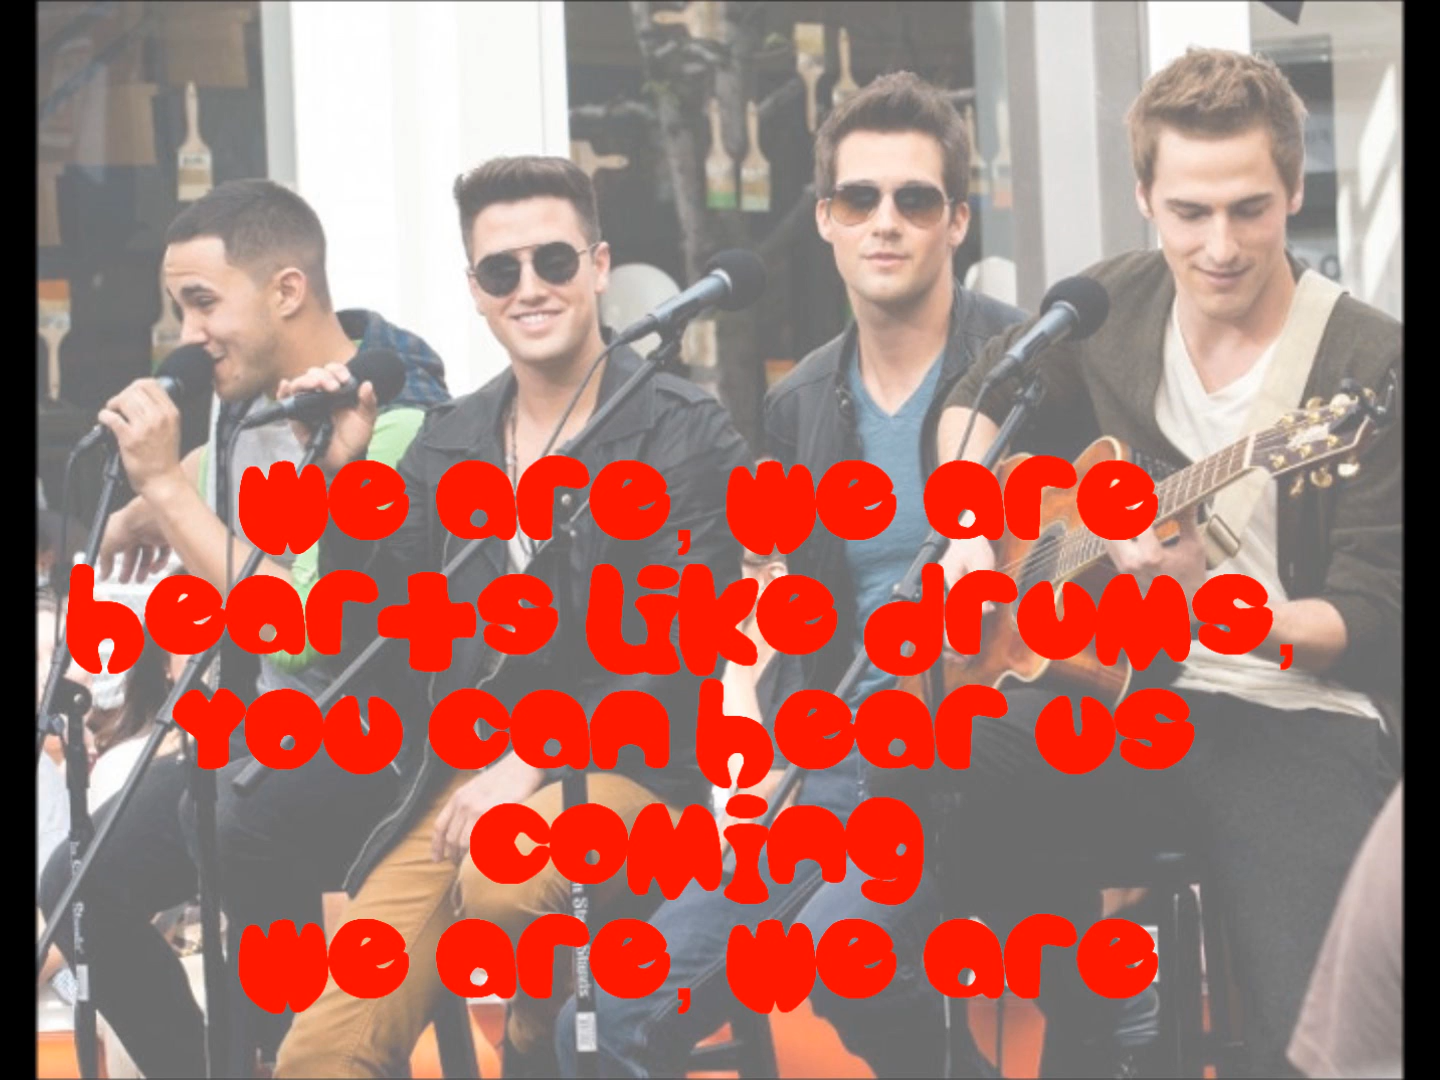 we are, we are
hearts like drums,
You can hear us
coming
we are, we are